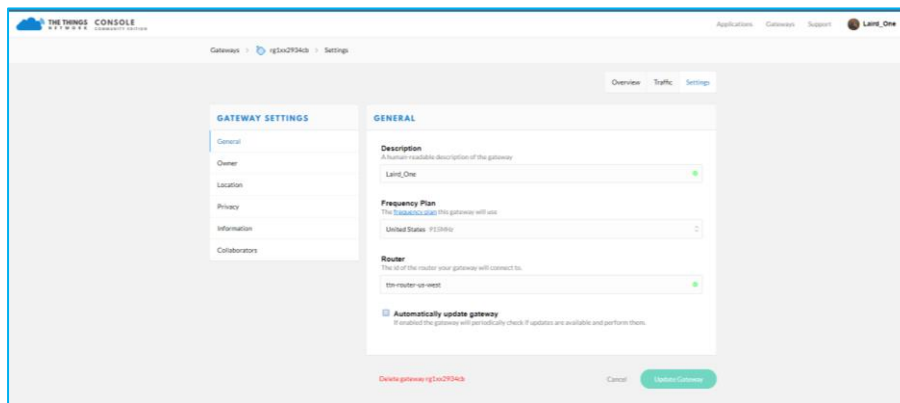 THE THINGS NETWORK CONSOLE COMMUNITY EDITION
Applications Gateways Support Laird_One
Gateways > rg1xx2934cb > Settings
Overview Traffic Settings
GATEWAY SETTINGS
General
Owner
Location
Privacy
Information
Collaborators
GENERAL
Description
A human readable description of the gateway
Laird_One
Frequency Plan
The frequency plan this gateway will use
United States 915MHz
Router
The id of the router your gateway will connect to.
ttn-router-us-west
Automatically update gateway
If enabled the gateway will periodically check if updates are available and perform them.
Delete gateway rg1xx2934cb
Cancel Update Gateway